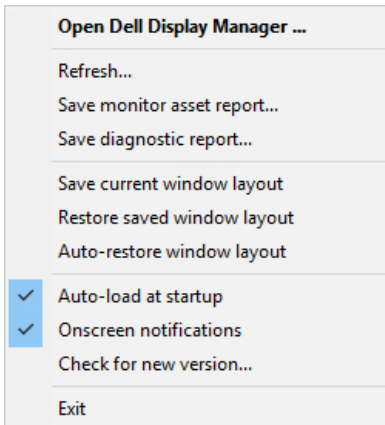 Open Dell Display Manager ...
Refresh...
Save monitor asset report...
Save diagnostic report...
Save current window layout
Restore saved window layout
Auto-restore window layout
Auto-load at startup
Onscreen notifications
Check for new version...
Exit